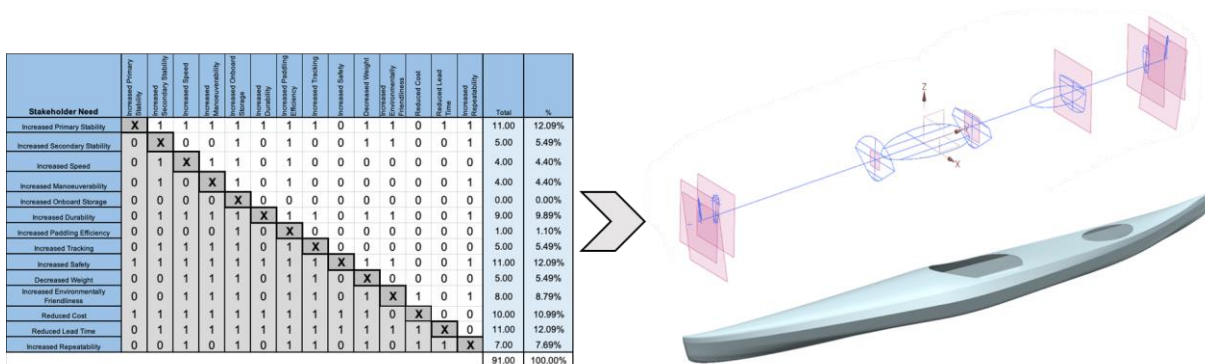 Stakeholder Need
Increased Primary
Stability
Increased
Secondary Stability
Increased Speed
Increased
Manoeuverability
Increased Onboard
Storage
Increased
Durability
Increased Paddling
Efficiency
Increased Tracking
Increased Safety
Decreased Weight
Increased
Environmentally
Friendliness
Reduced Cost
Reduced Lead
Time
Increased
Repeatability
Total
%
Increased Primary Stability X 1 1 1 1 1 1 1 0 1 1 0 1 1 11.00 12.09%
Increased Secondary Stability 0 X 0 0 1 0 1 0 0 1 1 0 0 1 5.00 5.49%
Increased Speed 0 1 X 1 1 0 1 0 0 0 0 0 0 0 4.00 4.40%
Increased Manoeuverability 0 1 0 X 1 0 1 0 0 0 0 0 0 1 4.00 4.40%
Increased Onboard Storage 0 0 0 0 X 0 0 0 0 0 0 0 0 0 0.00 0.00%
Increased Durability 0 1 1 1 1 X 1 1 0 1 1 0 0 1 9.00 9.89%
Increased Paddling Efficiency 0 0 0 0 1 0 X 0 0 0 0 0 0 0 1.00 1.10%
Increased Tracking 0 1 1 1 1 0 1 X 0 0 0 0 0 0 5.00 5.49%
Increased Safety 1 1 1 1 1 1 1 1 X 1 1 0 0 1 11.00 12.09%
Decreased Weight 0 0 1 1 1 0 1 1 0 X 0 0 0 0 5.00 5.49%
Increased Environmentally
Friendliness 0 0 1 1 1 0 1 1 0 1 X 1 0 1 8.00 8.79%
Reduced Cost 1 1 1 1 1 1 1 1 1 1 0 X 0 0 10.00 10.99%
Reduced Lead Time 0 1 1 1 1 1 1 1 1 1 1 1 X 0 11.00 12.09%
Increased Repeatability 0 0 1 0 1 0 1 1 0 1 0 1 1 X 7.00 7.69%
91.00 100.00%
Z
X